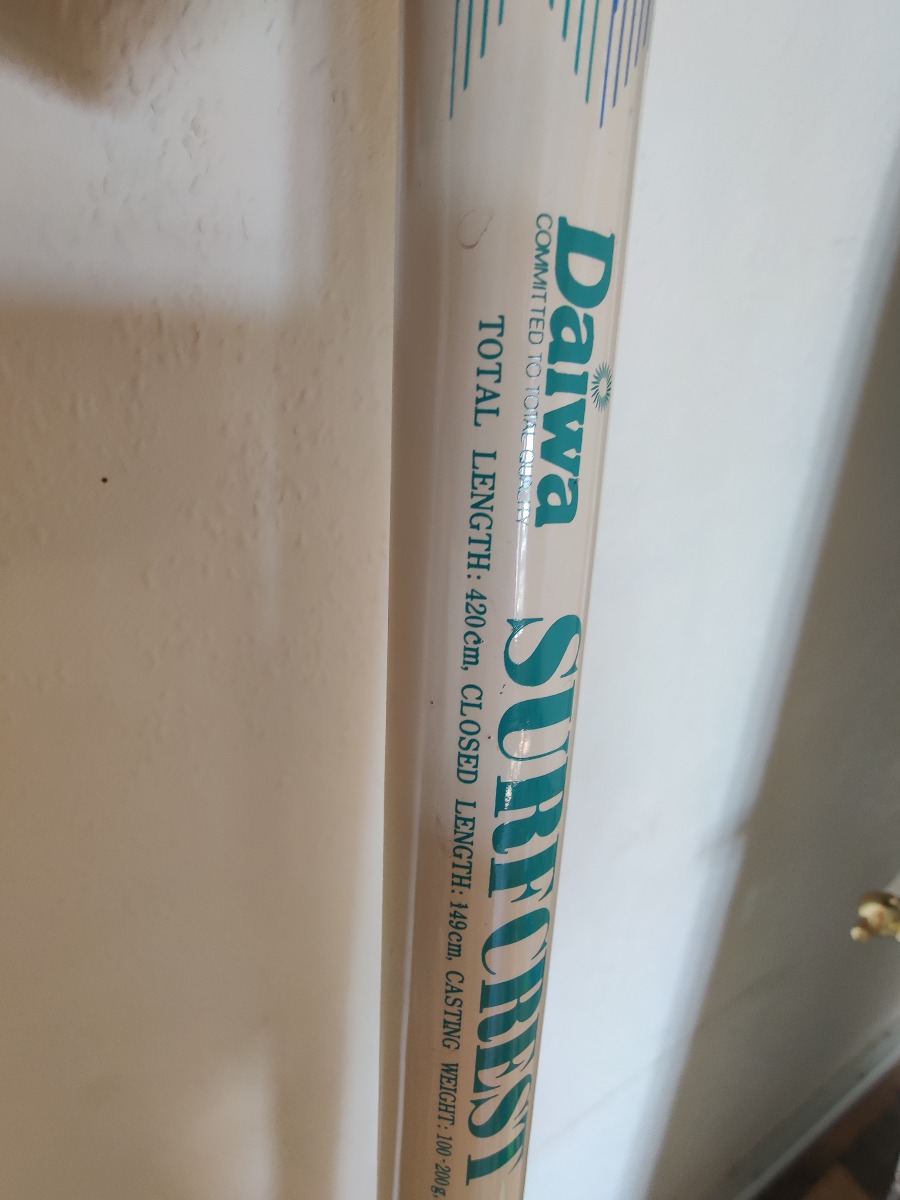 Daiwa SURFCREST
COMMITTED TO TOTAL QUALITY
TOTAL LENGTH: 420cm, CLOSED LENGTH: 149cm, CASTING WEIGHT: 100-200g.